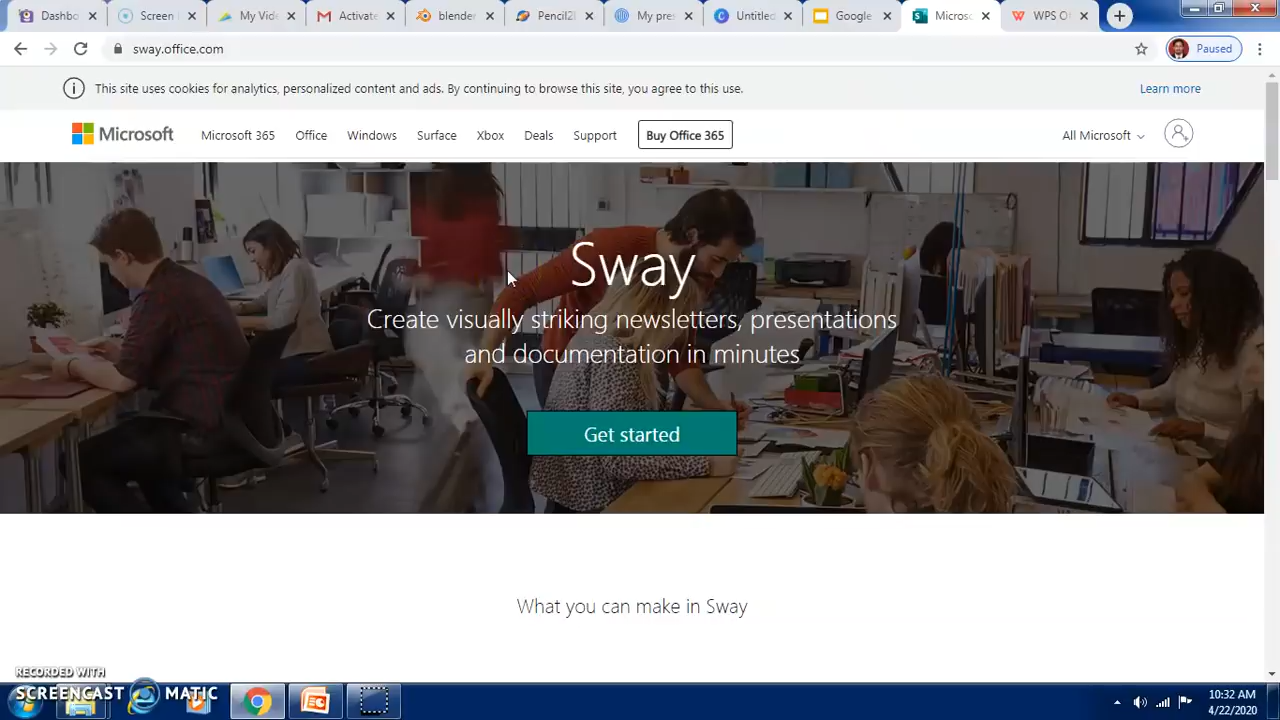 Dashbo
Screen
My Vid
Activate
blender
Pencil2
My pres
Untitled
Google
Micros
WPS O
sway.office.com
Paused
This site uses cookies for analytics, personalized content and ads. By continuing to browse this site, you agree to this use.
Learn more
Microsoft
Microsoft 365
Office
Windows
Surface
Xbox
Deals
Support
Buy Office 365
All Microsoft
Sway
Create visually striking newsletters, presentations
and documentation in minutes
Get started
What you can make in Sway
RECORDED WITH
SCREENCAST MATIC
10:32 AM
4/22/2020